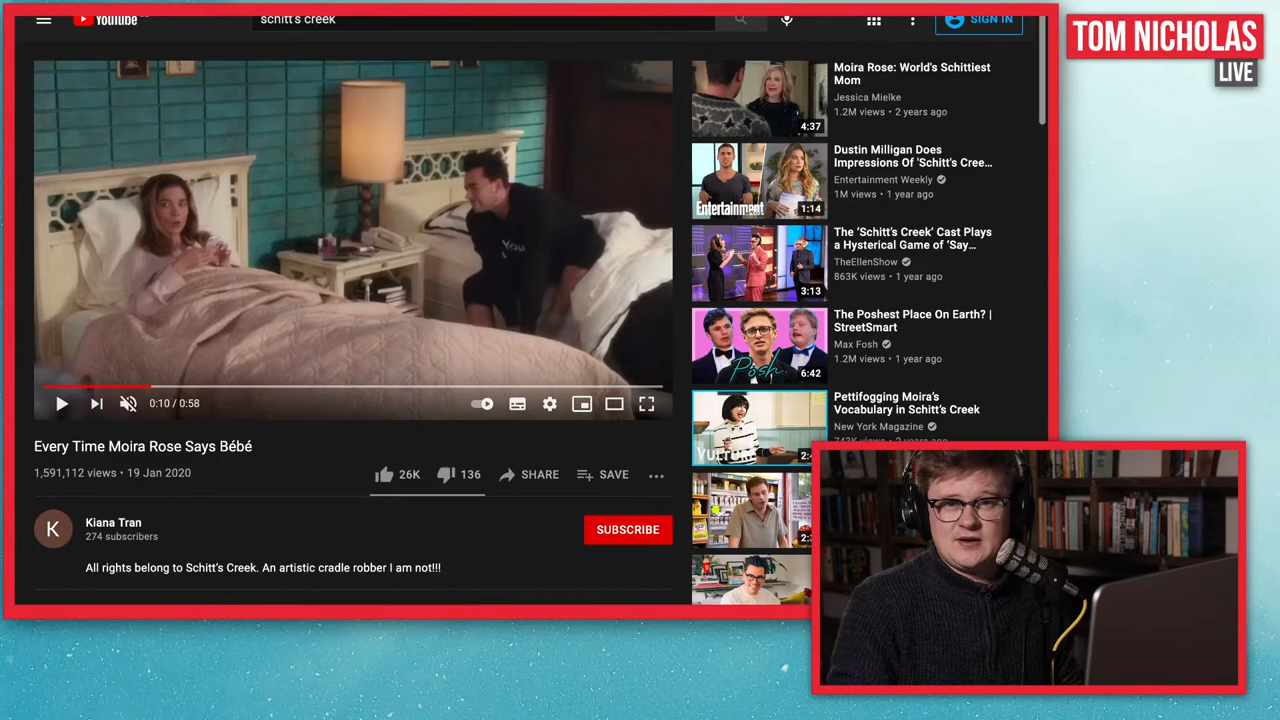 YouTube
schitt's creek
SIGN IN
TOM NICHOLAS
LIVE
You
0:10 / 0:58
Every Time Moira Rose Says Bébé
1,591,112 views • 19 Jan 2020
26K
136
SHARE
SAVE
K
Kiana Tran
274 subscribers
SUBSCRIBE
All rights belong to Schitt's Creek. An artistic cradle robber I am not!!!
4:37
Moira Rose: World's Schittiest
Mom
Jessica Mielke
1.2M views • 2 years ago
Entertainment
1:14
Dustin Milligan Does
Impressions Of 'Schitt's Cree...
Entertainment Weekly
1M views • 1 year ago
3:13
The 'Schitt's Creek' Cast Plays
a Hysterical Game of 'Say...
TheEllenShow
863K views • 1 year ago
Posh
6:42
The Poshest Place On Earth? |
StreetSmart
Max Fosh
1.2M views • 1 year ago
VULTURE
Pettifogging Moira's
Vocabulary in Schitt's Creek
New York Magazine